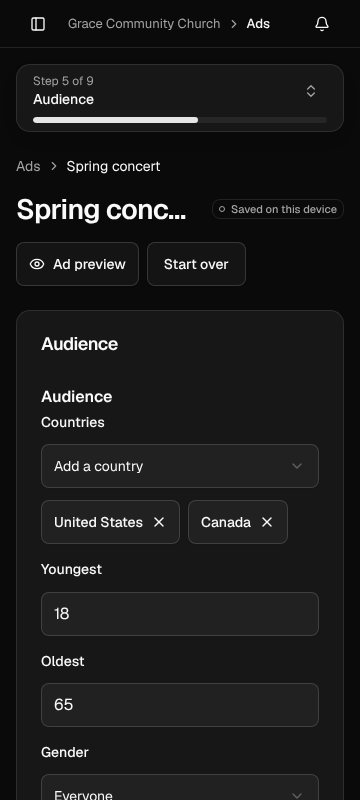 Grace Community Church > Ads
Step 5 of 9
Audience
Ads > Spring concert
Spring conc...
Saved on this device
Ad preview
Start over
Audience
Audience
Countries
Add a country
United States
Canada
Youngest
18
Oldest
65
Gender
Everyone